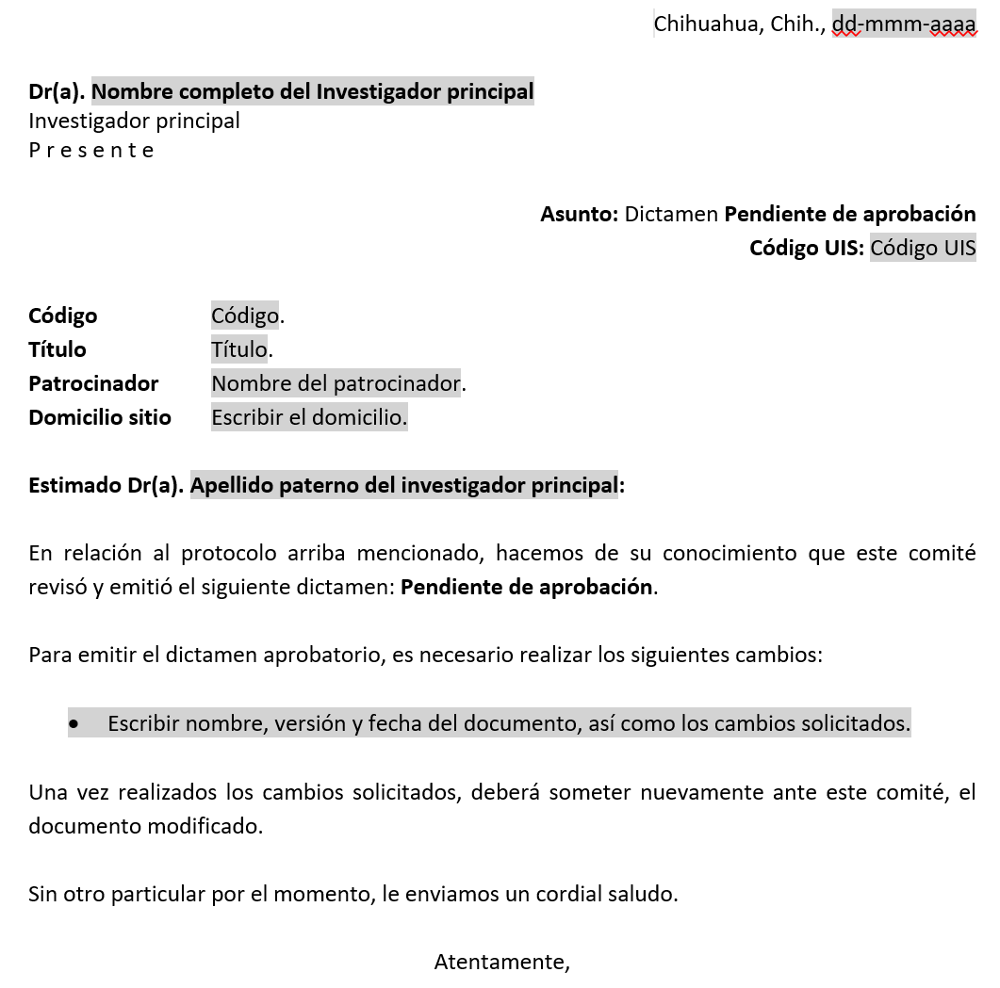 Chihuahua, Chih., dd-mmm-aaaa
Dr(a). Nombre completo del Investigador principal
Investigador principal
P r e s e n t e
Asunto: Dictamen Pendiente de aprobación
Código UIS: Código UIS
Código Código.
Título Título.
Patrocinador Nombre del patrocinador.
Domicilio sitio Escribir el domicilio.
Estimado Dr(a). Apellido paterno del investigador principal:
En relación al protocolo arriba mencionado, hacemos de su conocimiento que este comité
revisó y emitió el siguiente dictamen: Pendiente de aprobación.
Para emitir el dictamen aprobatorio, es necesario realizar los siguientes cambios:
• Escribir nombre, versión y fecha del documento, así como los cambios solicitados.
Una vez realizados los cambios solicitados, deberá someter nuevamente ante este comité, el
documento modificado.
Sin otro particular por el momento, le enviamos un cordial saludo.
Atentamente,